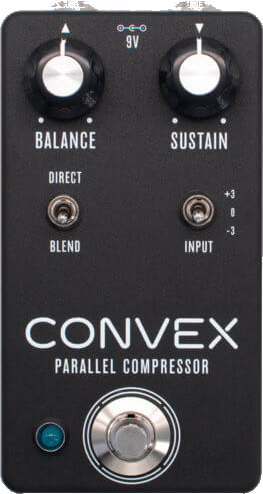 9V
BALANCE
SUSTAIN
DIRECT
BLEND
+3
0
-3
INPUT
CONVEX
PARALLEL COMPRESSOR